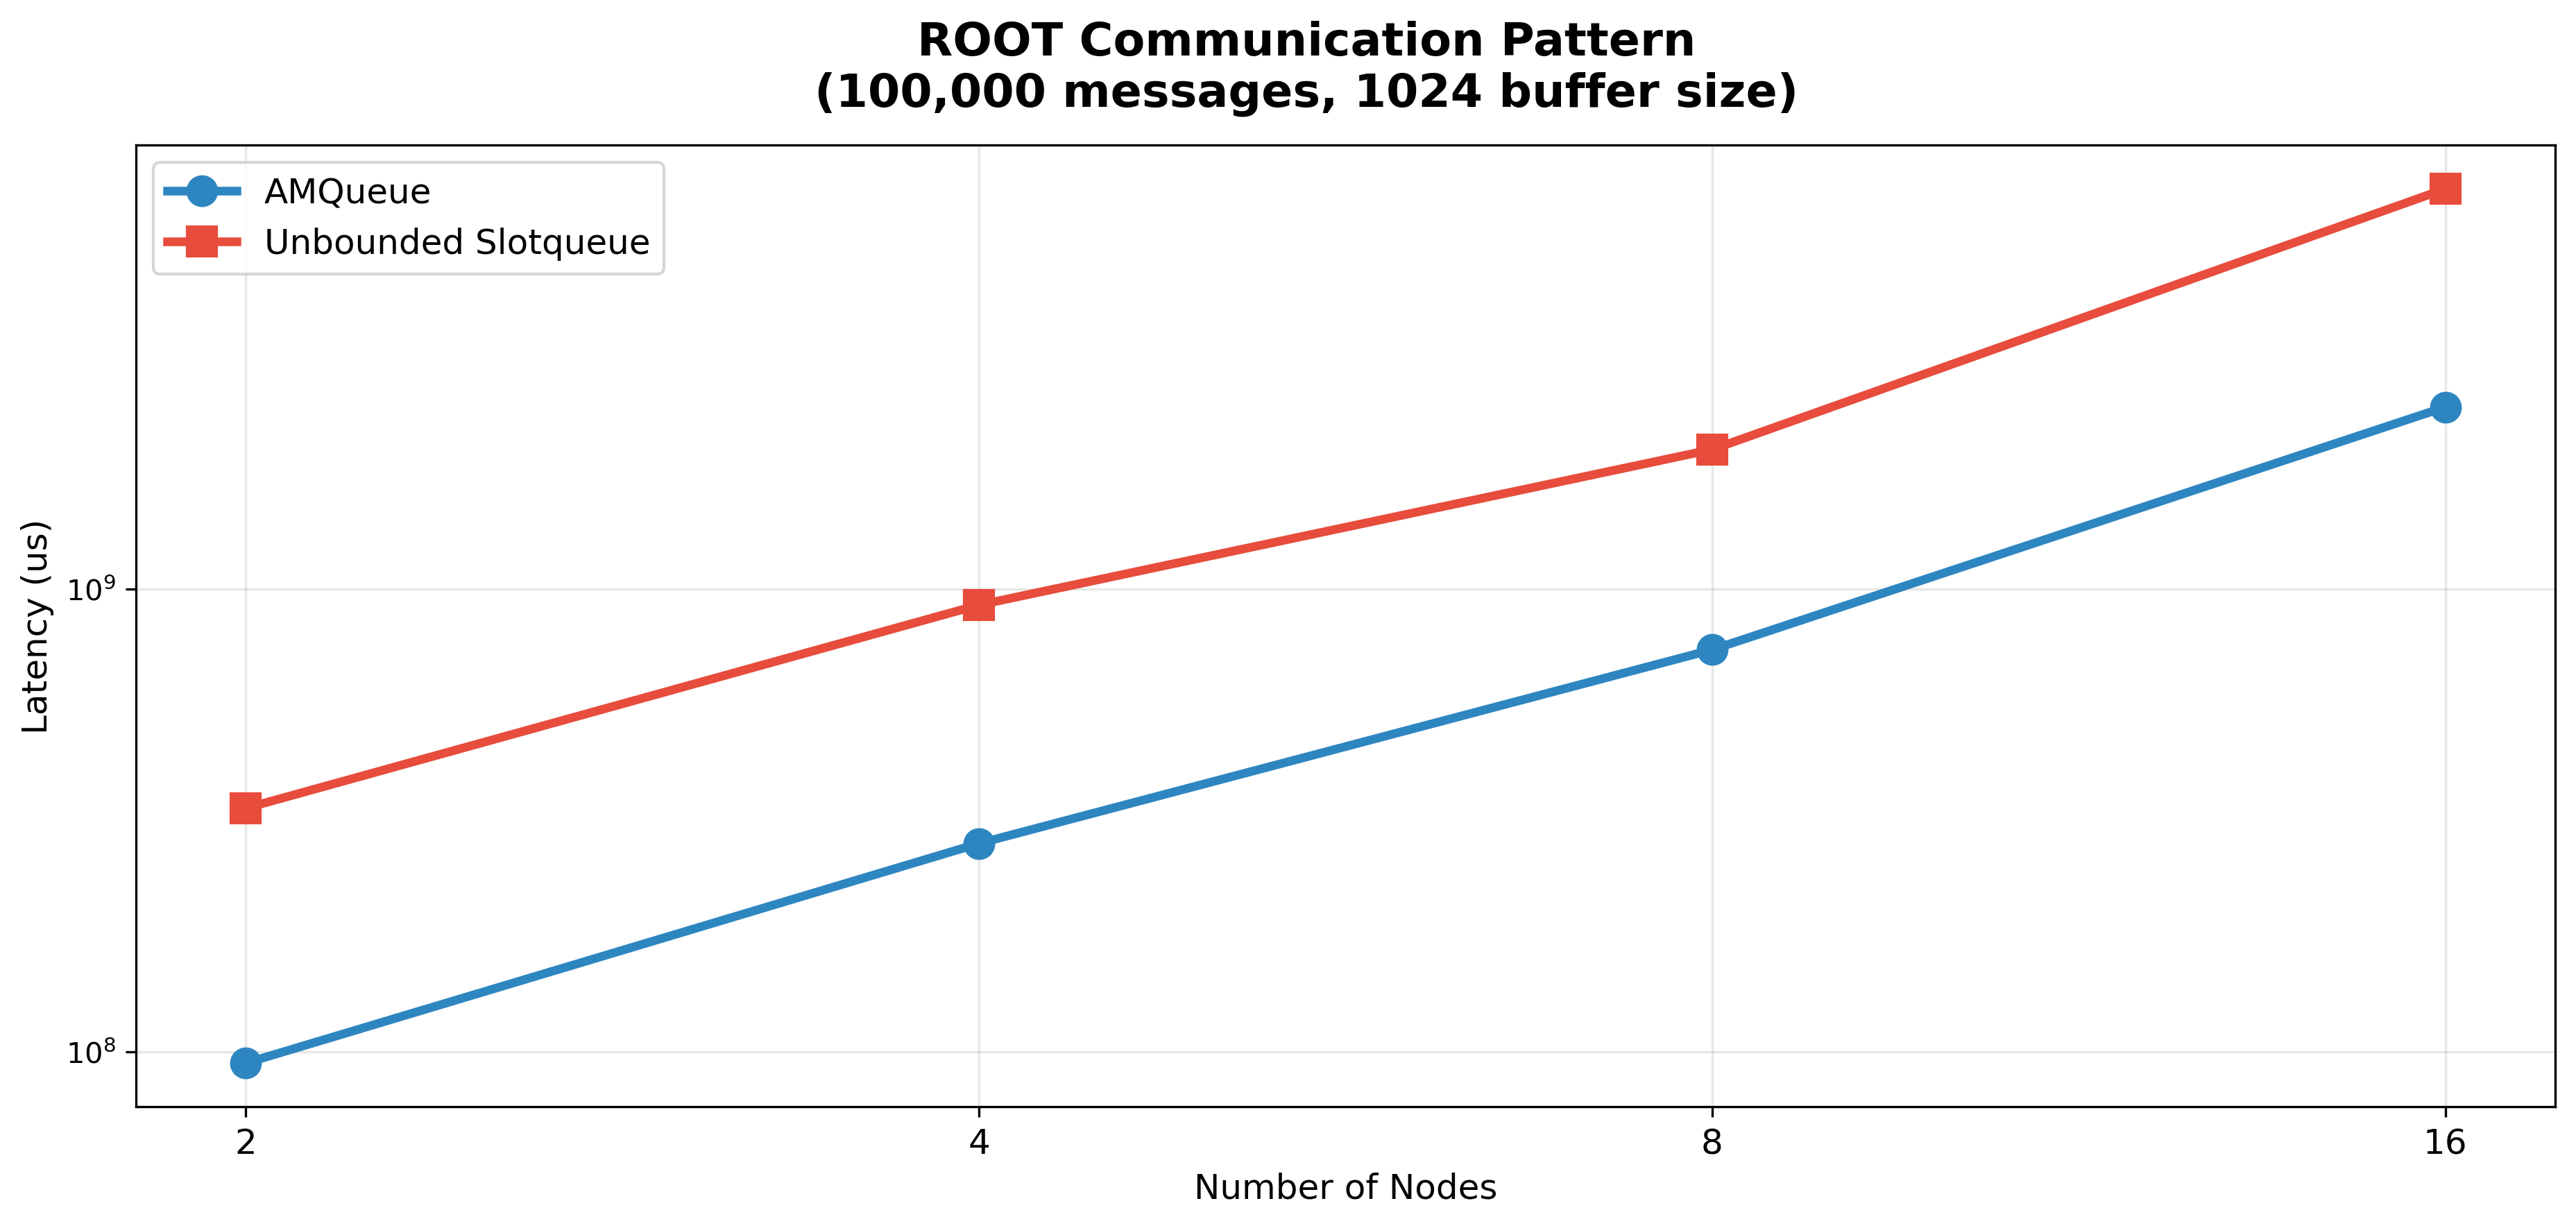 ROOT Communication Pattern
(100,000 messages, 1024 buffer size)
AMQueue
Unbounded Slotqueue
Latency (us)
10⁹
10⁸
2 4 8 16
Number of Nodes